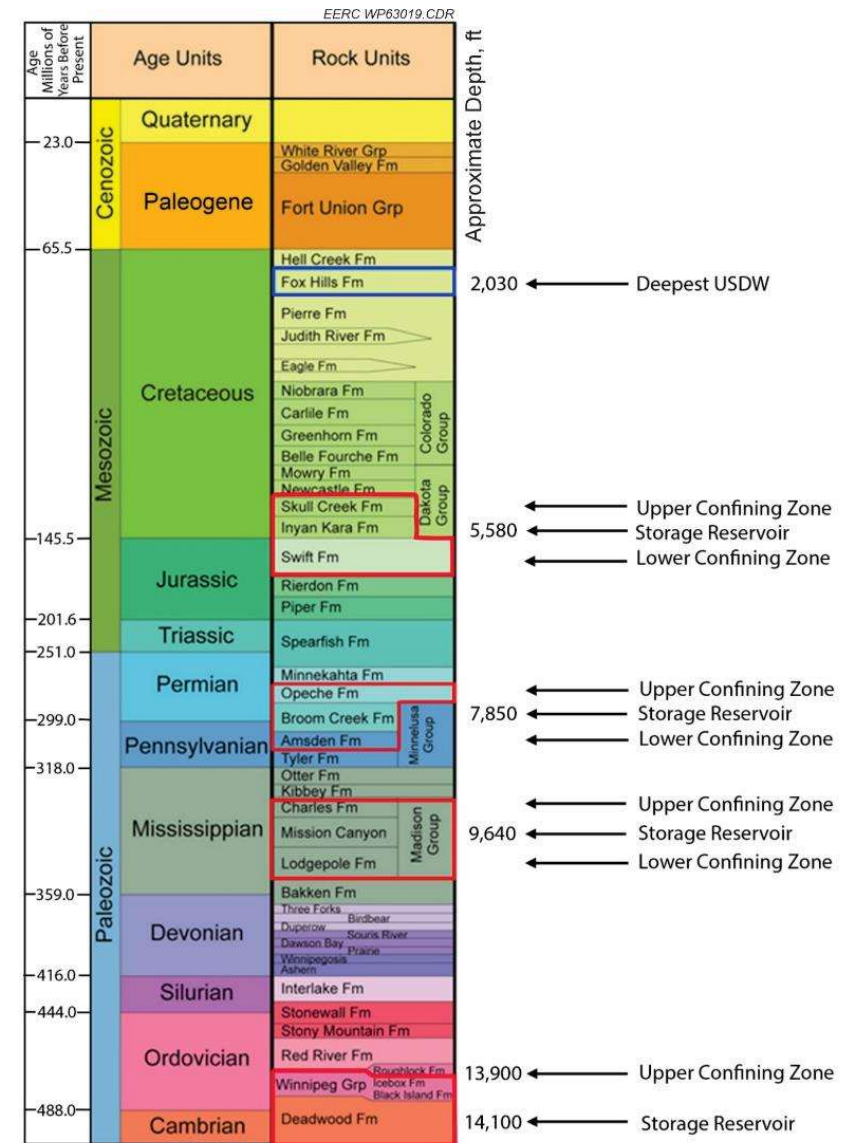 EERC WP63019.CDR
Age
Millions of
Years Before
Present
Age Units
Rock Units
Approximate Depth, ft
Cenozoic
Quaternary
23.0
Paleogene
White River Grp
Golden Valley Fm
Fort Union Grp
65.5
Mesozoic
Cretaceous
Hell Creek Fm
Fox Hills Fm
2,030
Deepest USDW
Pierre Fm
Judith River Fm
Eagle Fm
Niobrara Fm
Carlile Fm
Greenhorn Fm
Belle Fourche Fm
Colorado
Group
Mowry Fm
Newcastle Fm
Skull Creek Fm
Upper Confining Zone
Inyan Kara Fm
Dakota
Group
5,580
Storage Reservoir
145.5
Jurassic
Swift Fm
Lower Confining Zone
Rierdon Fm
Piper Fm
201.6
Triassic
Spearfish Fm
251.0
Paleozoic
Permian
Minnekahta Fm
Opeche Fm
Upper Confining Zone
Broom Creek Fm
7,850
Storage Reservoir
299.0
Pennsylvanian
Amsden Fm
Lower Confining Zone
Tyler Fm
Minnelusa
Group
318.0
Mississippian
Otter Fm
Kibbey Fm
Charles Fm
Upper Confining Zone
Mission Canyon
9,640
Storage Reservoir
Lodgepole Fm
Lower Confining Zone
Madison
Group
Bakken Fm
359.0
Devonian
Three Forks
Birdbear
Duperow
Souris River
Dawson Bay
Prairie
Winnipegosis
Ashern
416.0
Silurian
Interlake Fm
444.0
Ordovician
Stonewall Fm
Stony Mountain Fm
Red River Fm
Roughlock Fm
13,900
Upper Confining Zone
Winnipeg Grp
Icebox Fm
Black Island Fm
488.0
Cambrian
Deadwood Fm
14,100
Storage Reservoir